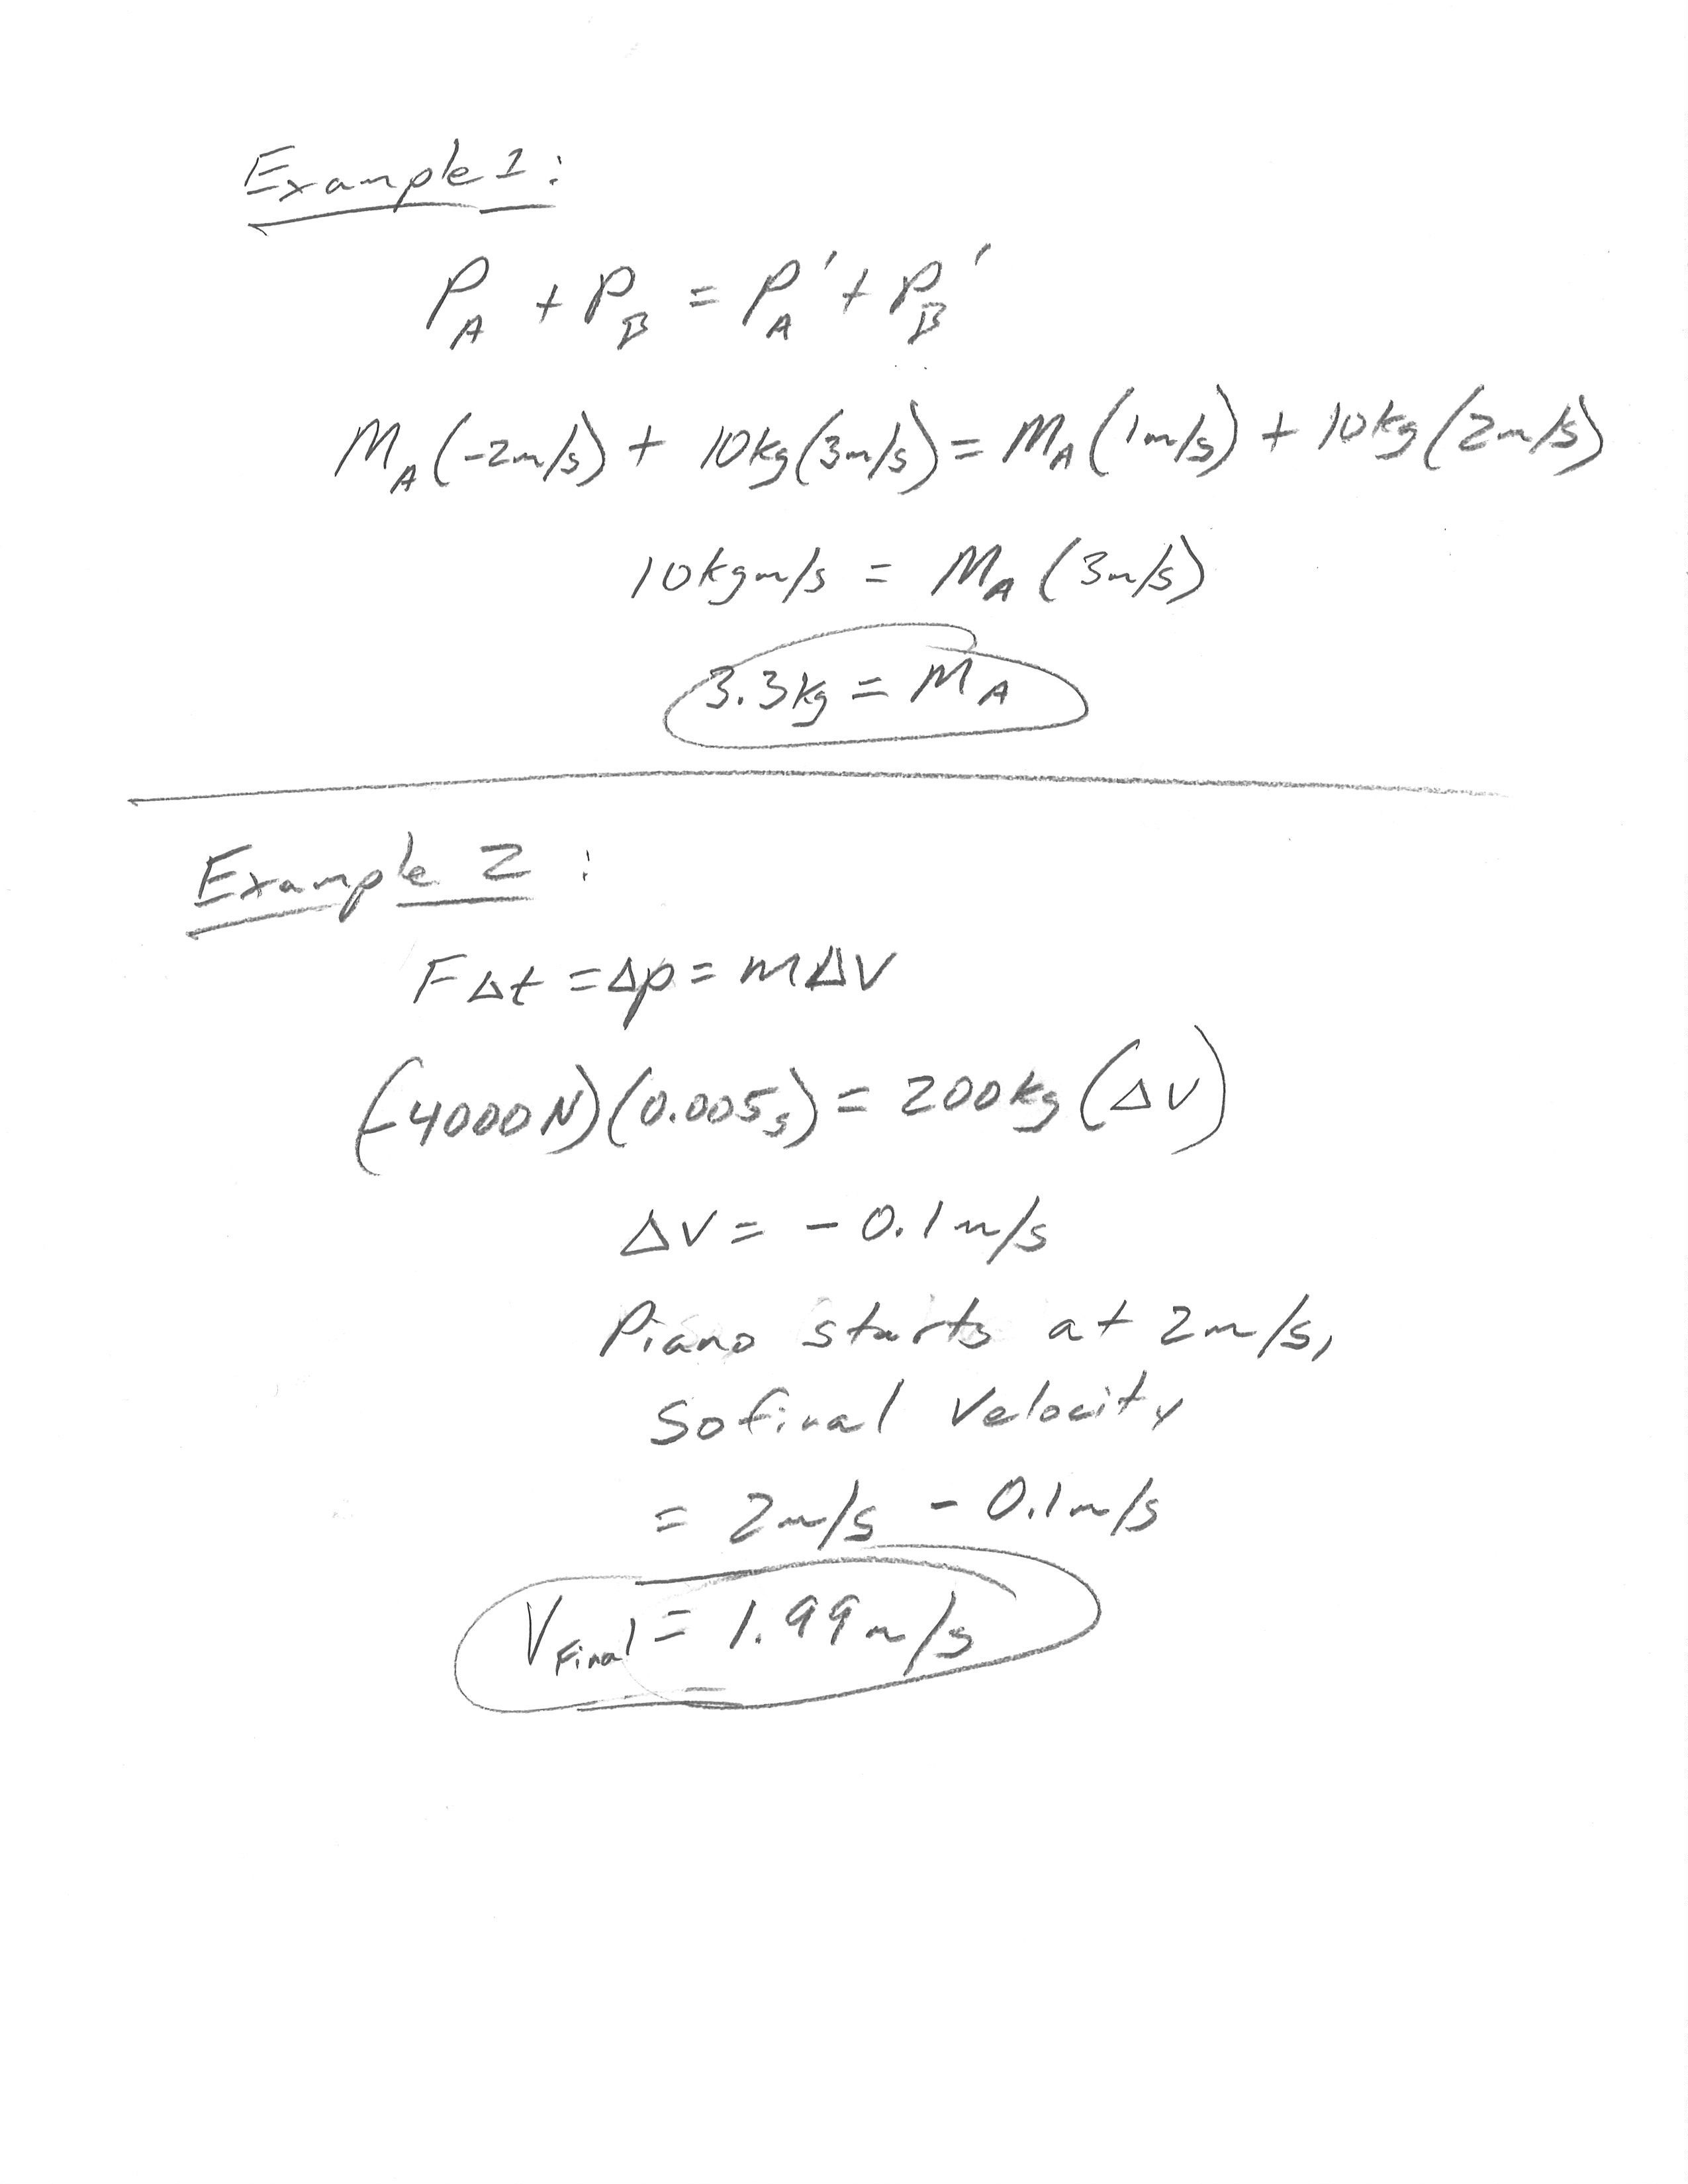 Example 1:
P_A + P_B = P_A' + P_B'
M_A (-2m/s) + 10kg (3m/s) = M_A (1m/s) + 10kg (2m/s)
10kgm/s = M_A (3m/s)
3.3kg = M_A
Example 2:
FΔt = Δp = mΔV
(-4000N)(0.005s) = 200kg (ΔV)
ΔV = -0.1m/s
Piano starts at 2m/s,
So final Velocity
= 2m/s - 0.1m/s
V_Final = 1.99m/s